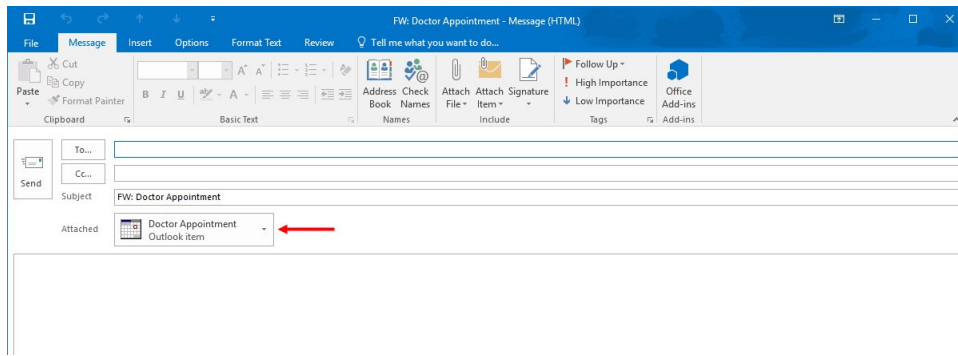 FW: Doctor Appointment - Message (HTML)
File Message Insert Options Format Text Review Tell me what you want to do...
Cut
Copy
Format Painter
Paste
Clipboard
B I U
Basic Text
Address Book
Check Names
Names
Attach File
Attach Item
Signature
Include
Follow Up
High Importance
Low Importance
Tags
Office Add-ins
Add-ins
Send
To...
Cc...
Subject FW: Doctor Appointment
Attached Doctor Appointment
Outlook item